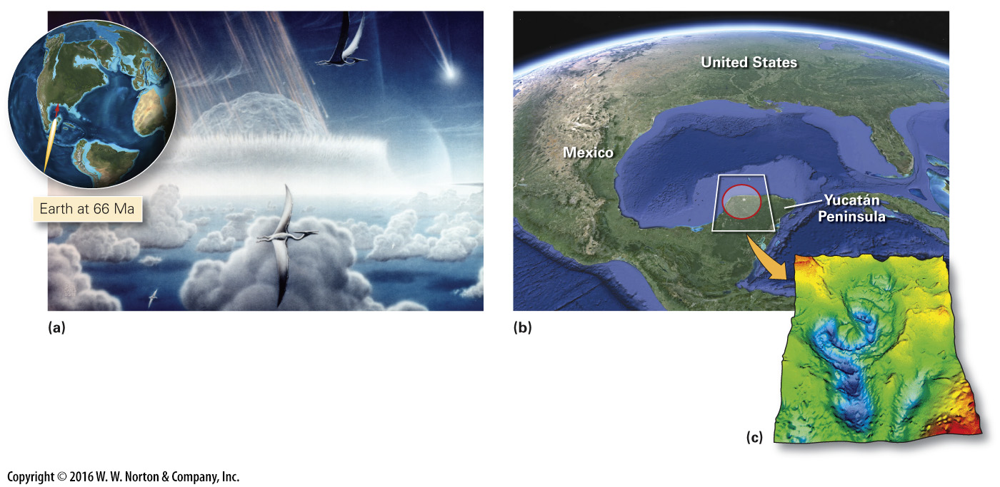 Earth at 66 Ma
(a)
United States
Mexico
Yucatán
Peninsula
(b)
(c)
Copyright © 2016 W. W. Norton & Company, Inc.